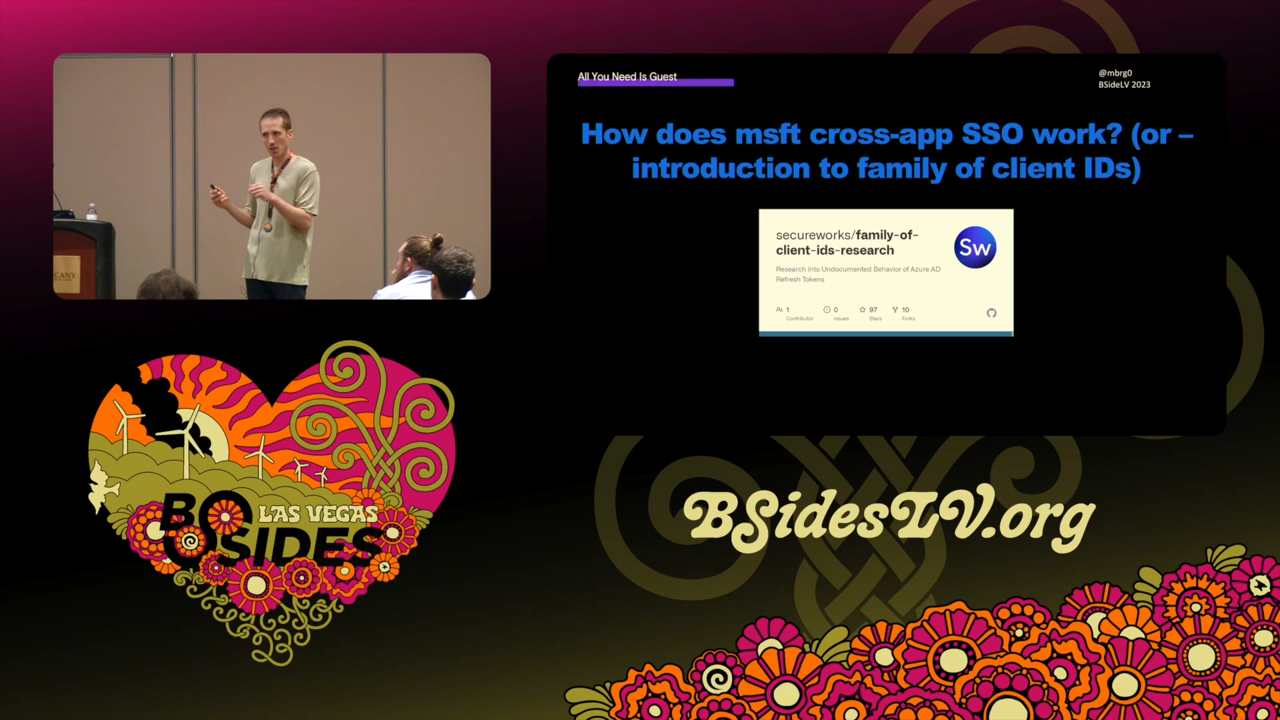 All You Need Is Guest
@mbrg0
BSideLV 2023
How does msft cross-app SSO work? (or –
introduction to family of client IDs)
secureworks/family-of-
client-ids-research
Sw
Research into Undocumented Behavior of Azure AD
Refresh Tokens
1
Contributor
0
Issues
97
Stars
10
Forks
LAS VEGAS
BSIDES
23
BSidesLV.org